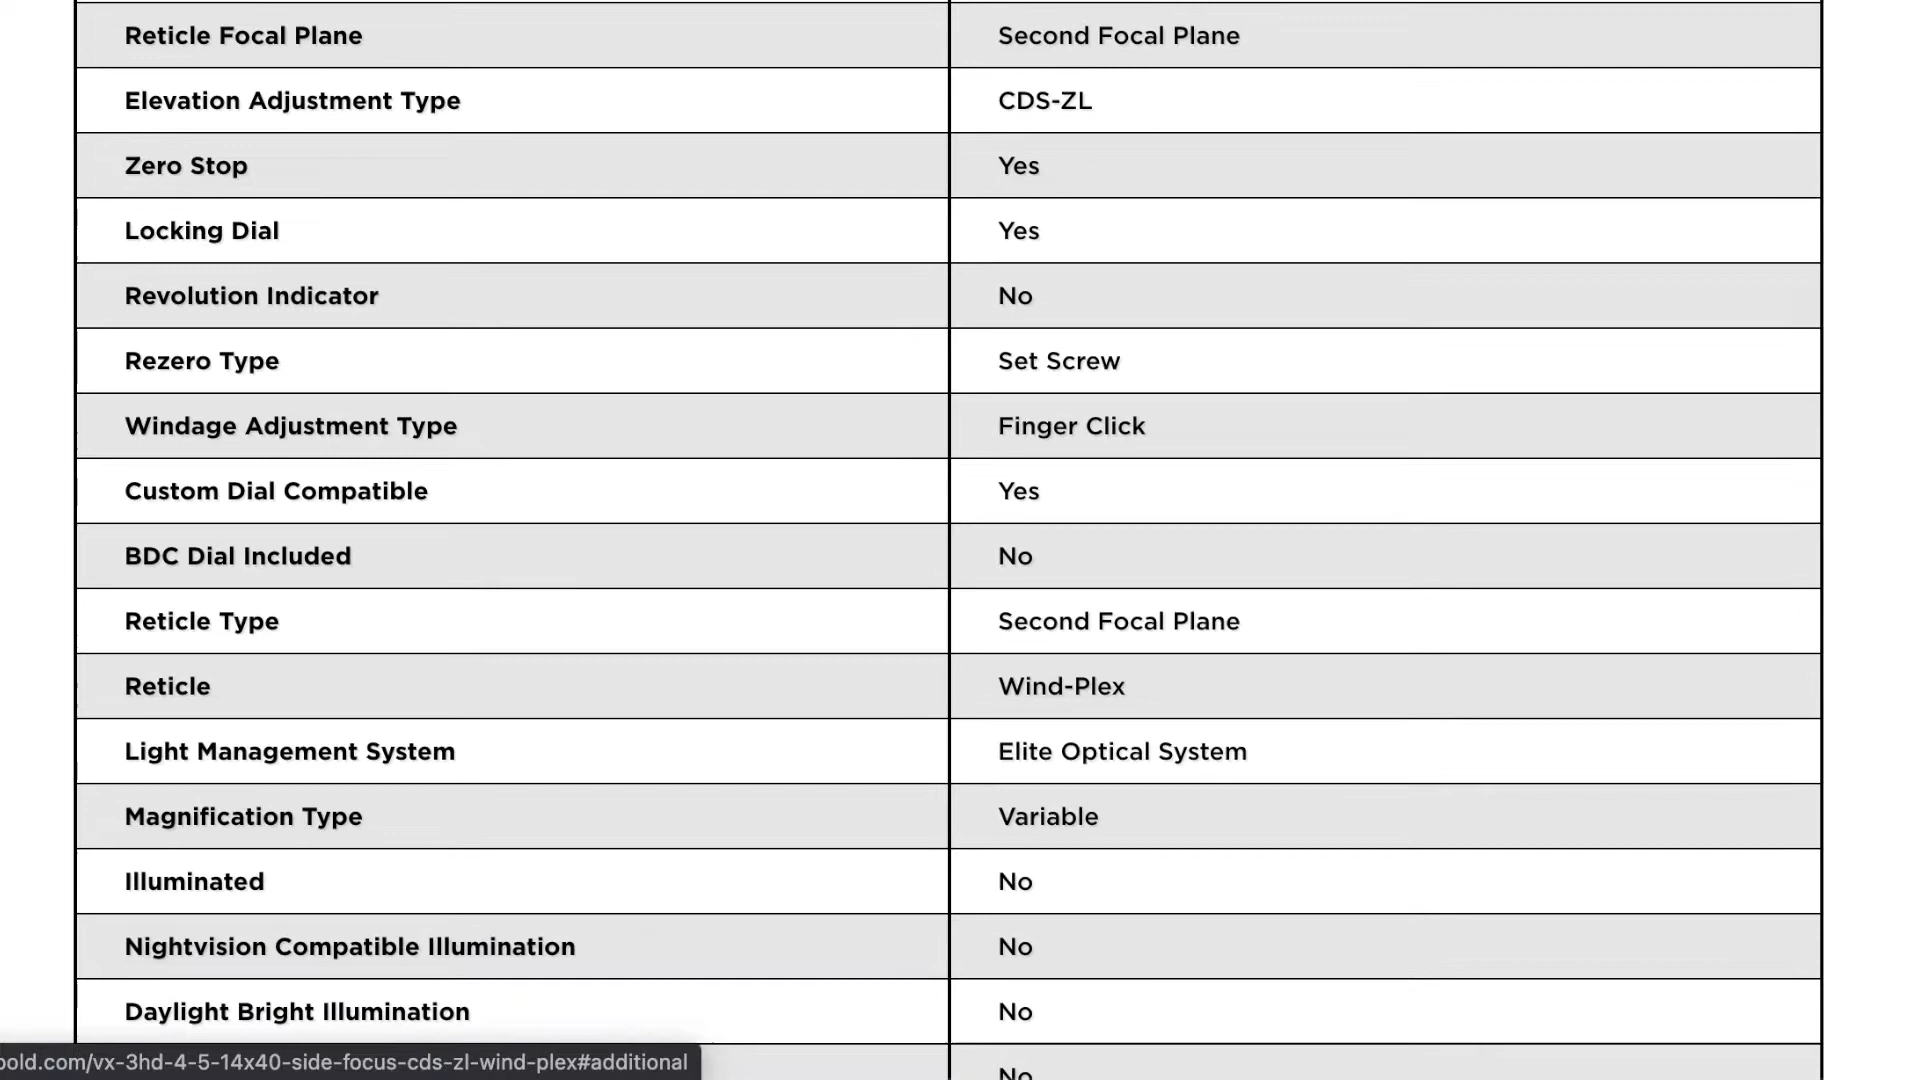 Reticle Focal Plane Second Focal Plane
Elevation Adjustment Type CDS-ZL
Zero Stop Yes
Locking Dial Yes
Revolution Indicator No
Rezero Type Set Screw
Windage Adjustment Type Finger Click
Custom Dial Compatible Yes
BDC Dial Included No
Reticle Type Second Focal Plane
Reticle Wind-Plex
Light Management System Elite Optical System
Magnification Type Variable
Illuminated No
Nightvision Compatible Illumination No
Daylight Bright Illumination No
No
old.com/vx-3hd-4-5-14x40-side-focus-cds-zl-wind-plex#additional